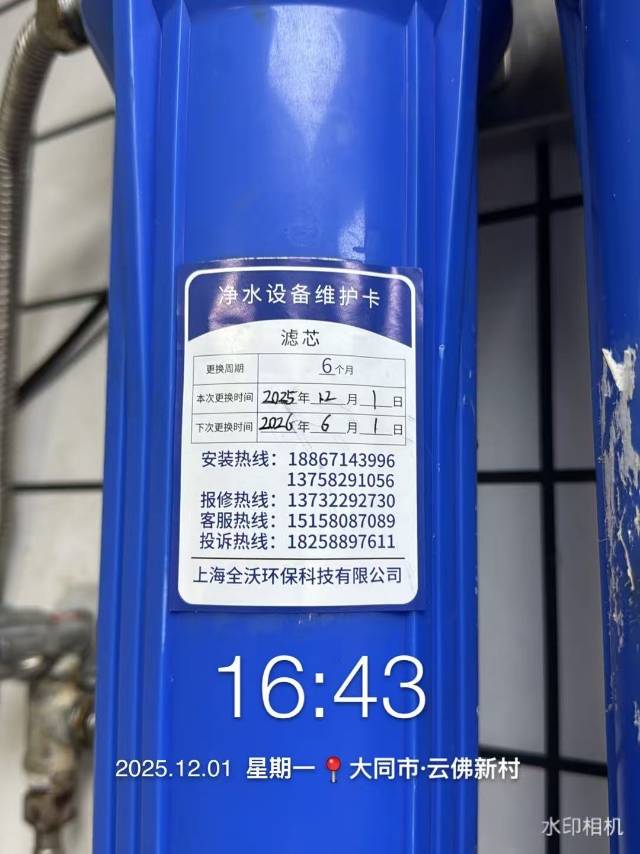 净水设备维护卡
滤芯
更换周期 6个月
本次更换时间 2025年12月1日
下次更换时间 2026年6月1日
安装热线：18867143996
13758291056
报修热线：13732292730
客服热线：15158087089
投诉热线：18258897611
上海全沃环保科技有限公司
16:43
2025.12.01 星期一 大同市·云佛新村
水印相机